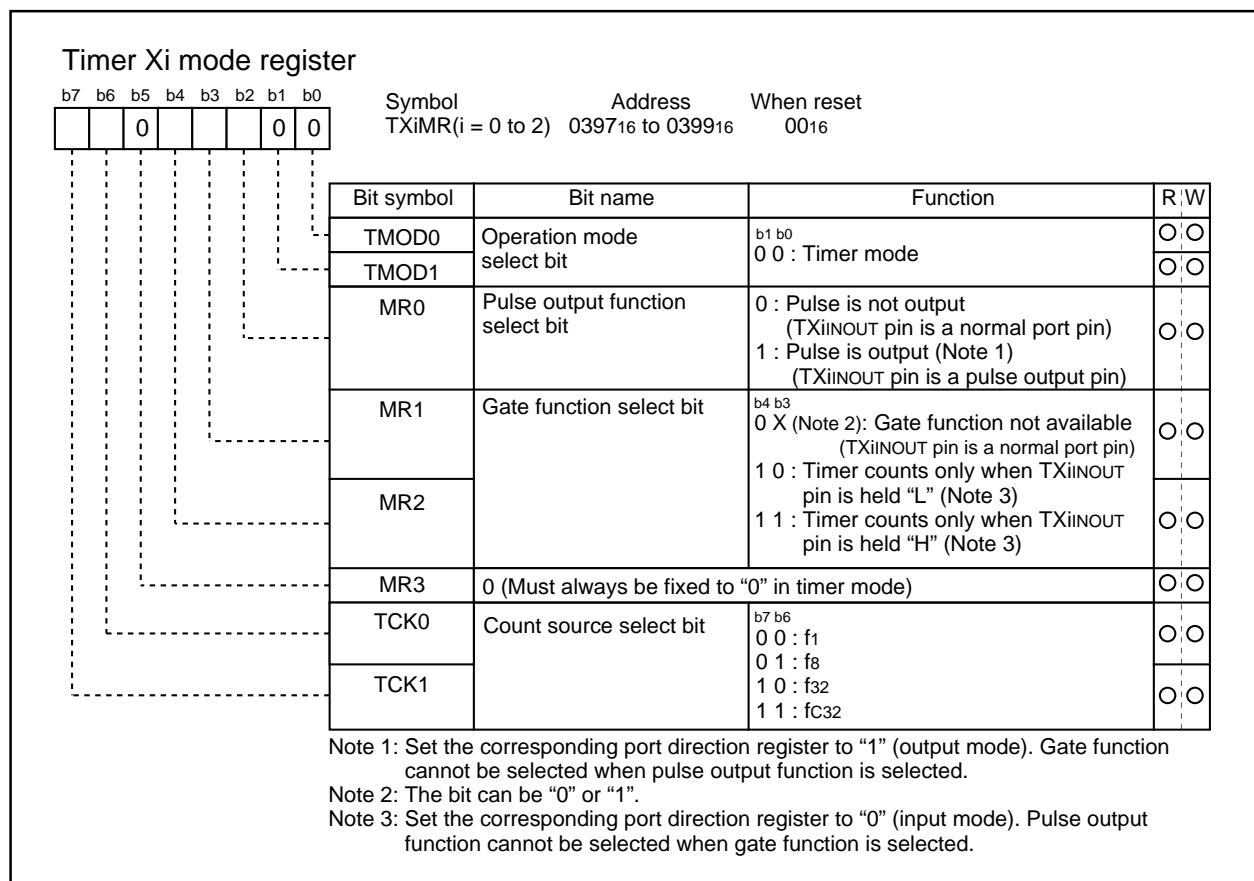 Timer Xi mode register
b7 b6 b5 b4 b3 b2 b1 b0
0 0 0
Symbol Address When reset
TXiMR(i = 0 to 2) 039716 to 039916 0016
Bit symbol Bit name Function R W
TMOD0 Operation mode select bit b1 b0
0 0 : Timer mode
TMOD1
MR0 Pulse output function select bit 0 : Pulse is not output
(TXiINOUT pin is a normal port pin)
1 : Pulse is output (Note 1)
(TXiINOUT pin is a pulse output pin)
MR1 Gate function select bit b4 b3
0 X (Note 2): Gate function not available
(TXiINOUT pin is a normal port pin)
1 0 : Timer counts only when TXiINOUT
pin is held “L” (Note 3)
MR2
1 1 : Timer counts only when TXiINOUT
pin is held “H” (Note 3)
MR3 0 (Must always be fixed to “0” in timer mode)
TCK0 Count source select bit b7 b6
0 0 : f1
0 1 : f8
TCK1 1 0 : f32
1 1 : fC32
Note 1: Set the corresponding port direction register to “1” (output mode). Gate function
cannot be selected when pulse output function is selected.
Note 2: The bit can be “0” or “1”.
Note 3: Set the corresponding port direction register to “0” (input mode). Pulse output
function cannot be selected when gate function is selected.